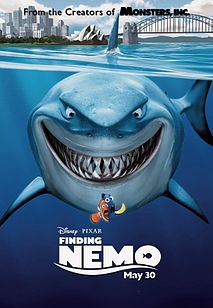 From the Creators of MONSTERS, INC.
DISNEY · PIXAR
FINDING
NEMO
May 30